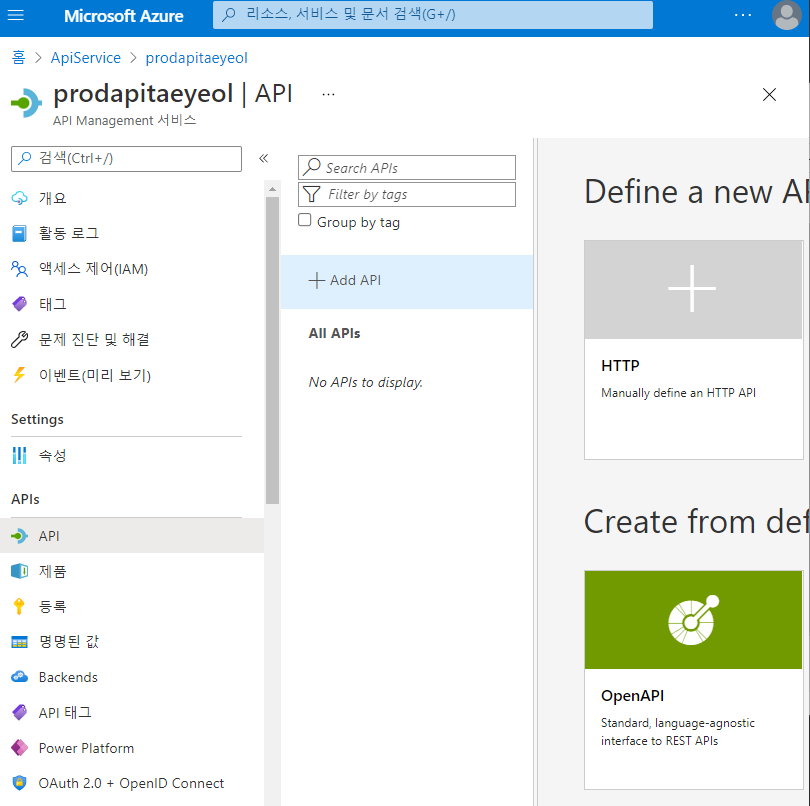 Microsoft Azure
리소스, 서비스 및 문서 검색(G+/)
홈 > ApiService > prodapitaeyeol
prodapitaeyeol | API
API Management 서비스
검색(Ctrl+/)
개요
활동 로그
액세스 제어(IAM)
태그
문제 진단 및 해결
이벤트(미리 보기)
Settings
속성
APIs
API
제품
등록
명명된 값
Backends
API 태그
Power Platform
OAuth 2.0 + OpenID Connect
Search APIs
Filter by tags
Group by tag
Add API
All APIs
No APIs to display.
Define a new AP
HTTP
Manually define an HTTP API
Create from def
OpenAPI
Standard, language-agnostic
interface to REST APIs